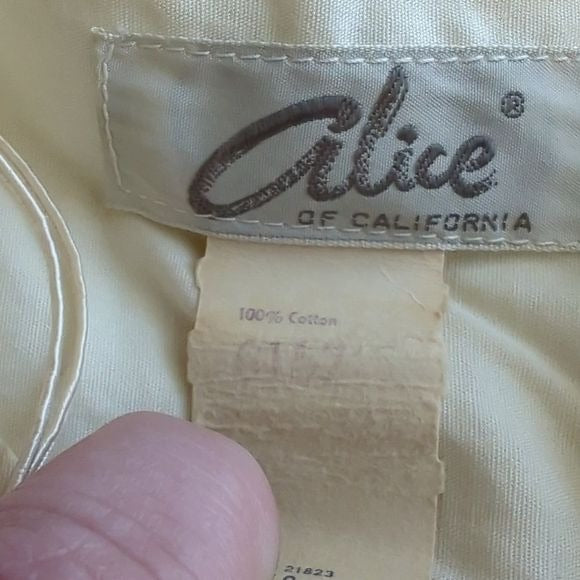 Alice ®
OF CALIFORNIA
100% Cotton
21823